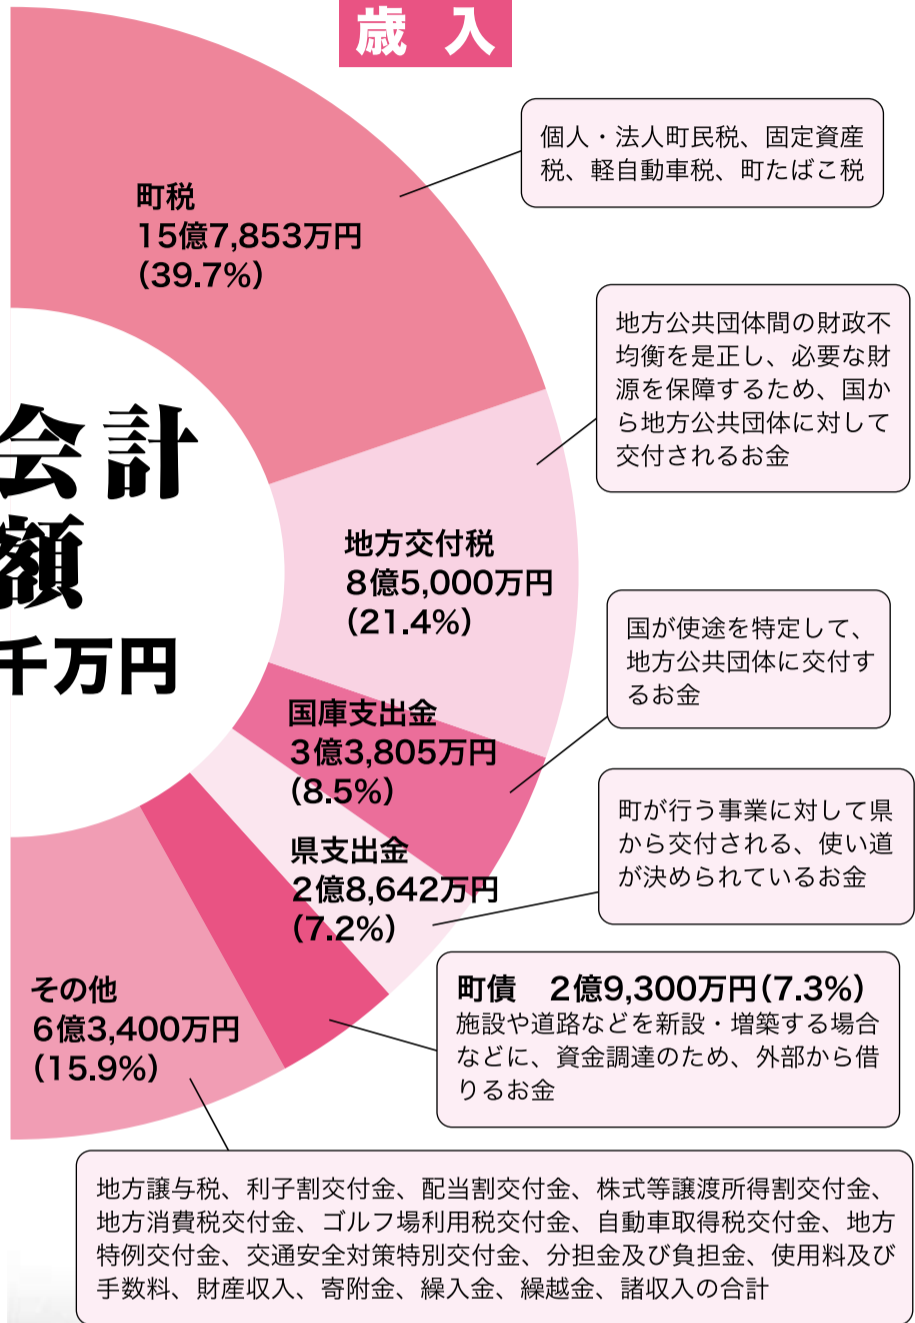 歳入
個人・法人町民税、固定資産
税、軽自動車税、町たばこ税
町税
15億7,853万円
(39.7%)
地方公共団体間の財政不
均衡を是正し、必要な財
源を保障するため、国か
ら地方公共団体に対して
交付されるお金
会計
額
千万円
地方交付税
8億5,000万円
(21.4%)
国が使途を特定して、
地方公共団体に交付す
るお金
国庫支出金
3億3,805万円
(8.5%)
町が行う事業に対して県
から交付される、使い道
が決められているお金
県支出金
2億8,642万円
(7.2%)
町債　2億9,300万円(7.3%)
施設や道路などを新設・増築する場合
などに、資金調達のため、外部から借
りるお金
その他
6億3,400万円
(15.9%)
地方譲与税、利子割交付金、配当割交付金、株式等譲渡所得割交付金、
地方消費税交付金、ゴルフ場利用税交付金、自動車取得税交付金、地方
特例交付金、交通安全対策特別交付金、分担金及び負担金、使用料及び
手数料、財産収入、寄附金、繰入金、繰越金、諸収入の合計